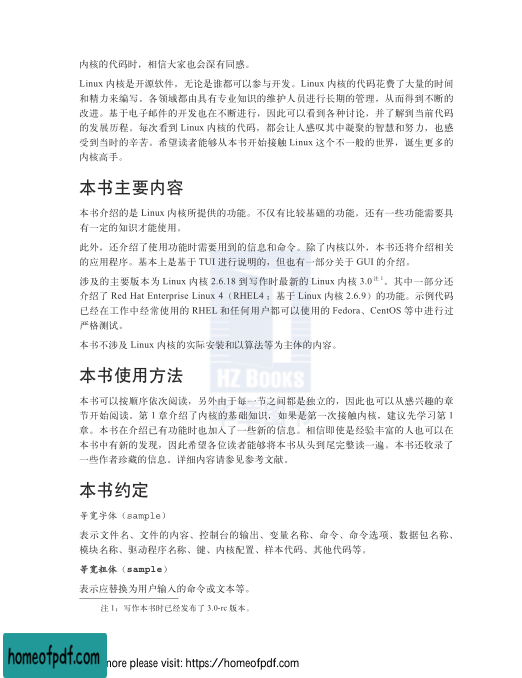 内核的代码时，相信大家也会深有同感。
Linux 内核是开源软件，无论是谁都可以参与开发。Linux 内核的代码花费了大量的时间
和精力来编写。各领域都由具有专业知识的维护人员进行长期的管理，从而得到不断的
改进。基于电子邮件的开发也在不断进行，因此可以看到各种讨论，并了解到当前代码
的发展历程。每次看到 Linux 内核的代码，都会让人感叹其中凝聚的智慧和努力，也感
受到当时的辛苦。希望读者能够从本书开始接触 Linux 这个不一般的世界，诞生更多的
内核高手。
本书主要内容
本书介绍的是 Linux 内核所提供的功能。不仅有比较基础的功能，还有一些功能需要具
有一定的知识才能使用。
此外，还介绍了使用功能时需要用到的信息和命令。除了内核以外，本书还将介绍相关
的应用程序。基本上是基于 TUI 进行说明的，但也有一部分关于 GUI 的介绍。
涉及的主要版本为 Linux 内核 2.6.18 到写作时最新的 Linux 内核 3.0注1。其中一部分还
介绍了 Red Hat Enterprise Linux 4（RHEL4：基于 Linux 内核 2.6.9）的功能。示例代码
已经在工作中经常使用的 RHEL 和任何用户都可以使用的 Fedora、CentOS 等中进行过
严格测试。
本书不涉及 Linux 内核的实际安装和以算法等为主体的内容。
HZ BOOKS
本书使用方法
本书可以按顺序依次阅读，另外由于每一节之间都是独立的，因此也可以从感兴趣的章
节开始阅读。第 1 章介绍了内核的基础知识，如果是第一次接触内核，建议先学习第 1
章。本书在介绍已有功能时也加入了一些新的信息。相信即使是经验丰富的人也可以在
本书中有新的发现，因此希望各位读者能够将本书从头到尾完整读一遍。本书还收录了
一些作者珍藏的信息。详细内容请参见参考文献。
本书约定
等宽字体（sample）
表示文件名、文件的内容、控制台的输出、变量名称、命令、命令选项、数据包名称、
模块名称、驱动程序名称、键、内核配置、样本代码、其他代码等。
等宽粗体（sample）
表示应替换为用户输入的命令或文本等。
注 1：写作本书时已经发布了 3.0-rc 版本。
homeofpdf.com
more please visit: https://homeofpdf.com